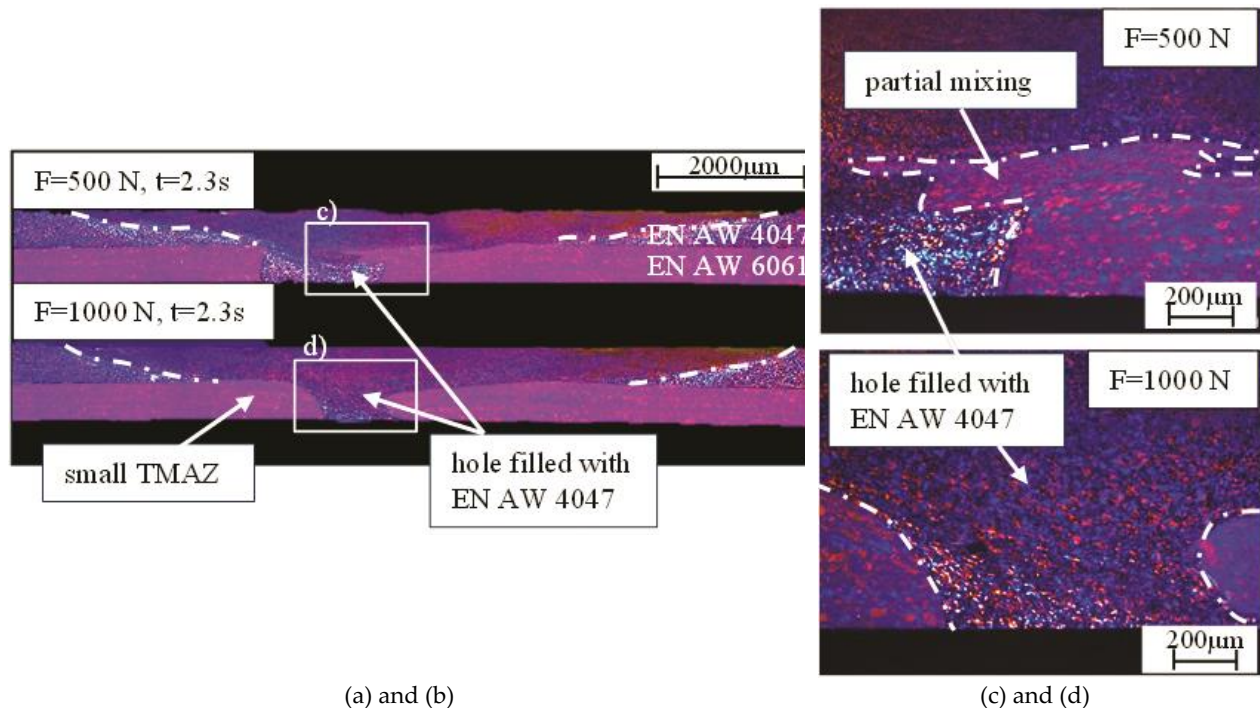 F=500 N, t=2.3s
2000µm
c)
EN AW 4047
EN AW 6061
F=1000 N, t=2.3s
d)
small TMAZ
hole filled with
EN AW 4047
(a) and (b)
F=500 N
partial mixing
200µm
hole filled with
EN AW 4047
F=1000 N
200µm
(c) and (d)